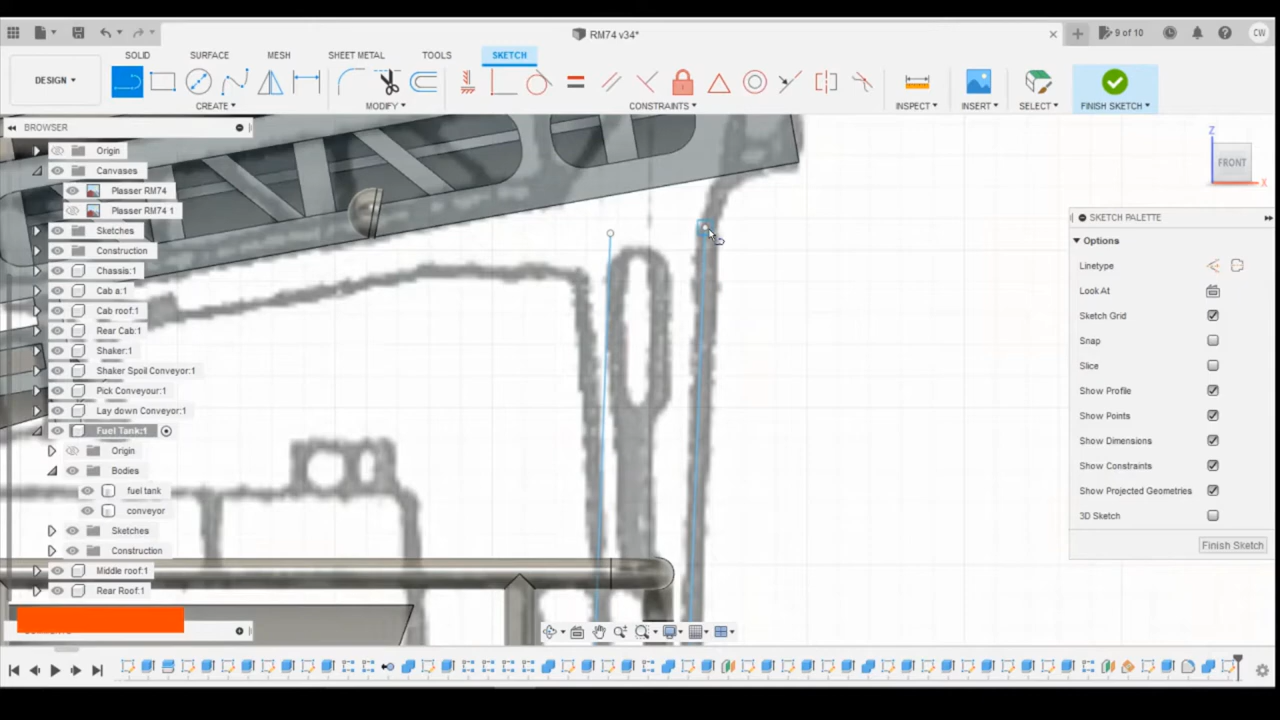 RM74 v34*
9 of 10
CW
DESIGN
SOLID
SURFACE
MESH
SHEET METAL
TOOLS
SKETCH
CREATE
MODIFY
CONSTRAINTS
INSPECT
INSERT
SELECT
FINISH SKETCH
BROWSER
Origin
Canvases
Plasser RM74
Plasser RM74 1
Sketches
Construction
Chassis:1
Cab a:1
Cab roof:1
Rear Cab:1
Shaker:1
Shaker Spoil Conveyor:1
Pick Conveyour:1
Lay down Conveyor:1
Fuel Tank:1
Origin
Bodies
fuel tank
conveyor
Sketches
Construction
Middle roof:1
Rear Roof:1
Z
FRONT
X
SKETCH PALETTE
Options
Linetype
Look At
Sketch Grid
Snap
Slice
Show Profile
Show Points
Show Dimensions
Show Constraints
Show Projected Geometries
3D Sketch
Finish Sketch